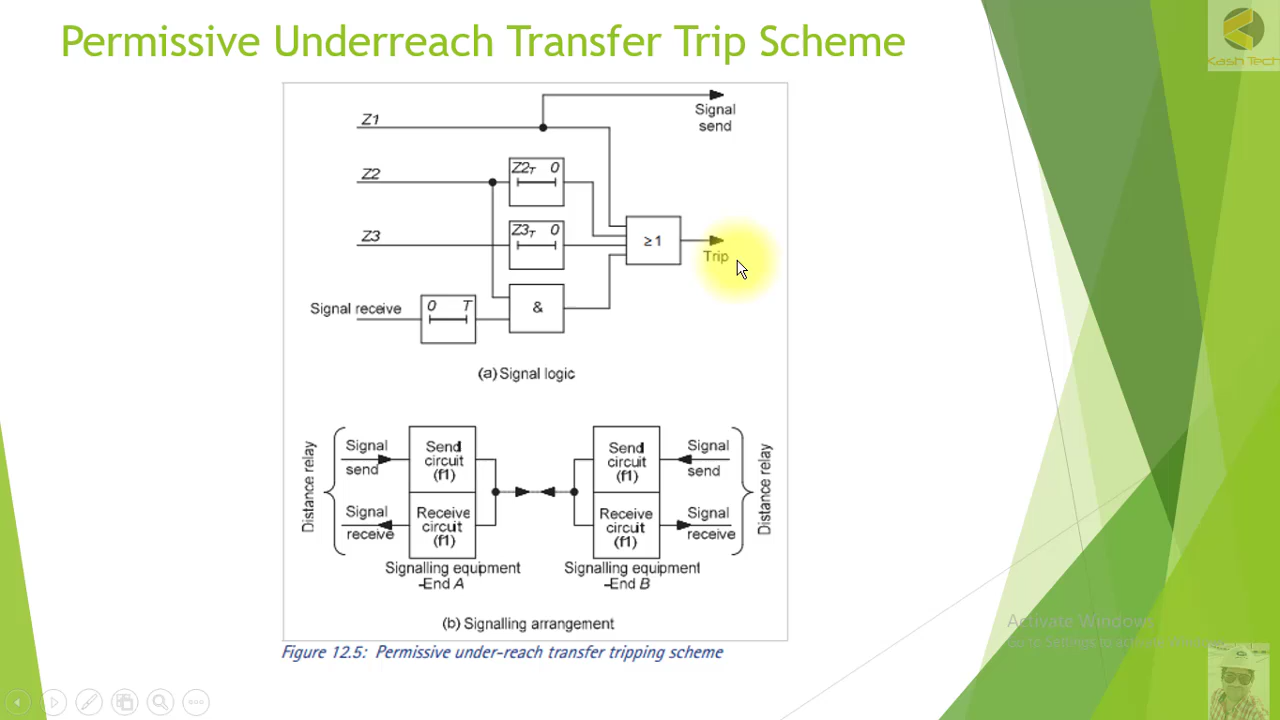 Permissive Underreach Transfer Trip Scheme
Kash Tech
Signal
send
Z1
Z2
Z2T 0
Z3
Z3T 0
≥1
Trip
Signal receive
0 T
&
(a) Signal logic
Distance relay
Signal
send
Send
circuit
(f1)
Signal
receive
Receive
circuit
(f1)
Signalling equipment
-End A
Send
circuit
(f1)
Signal
send
Receive
circuit
(f1)
Signal
receive
Distance relay
Signalling equipment
-End B
(b) Signalling arrangement
Figure 12.5: Permissive under-reach transfer tripping scheme
Activate Windows
Go to Settings to activate Windows.